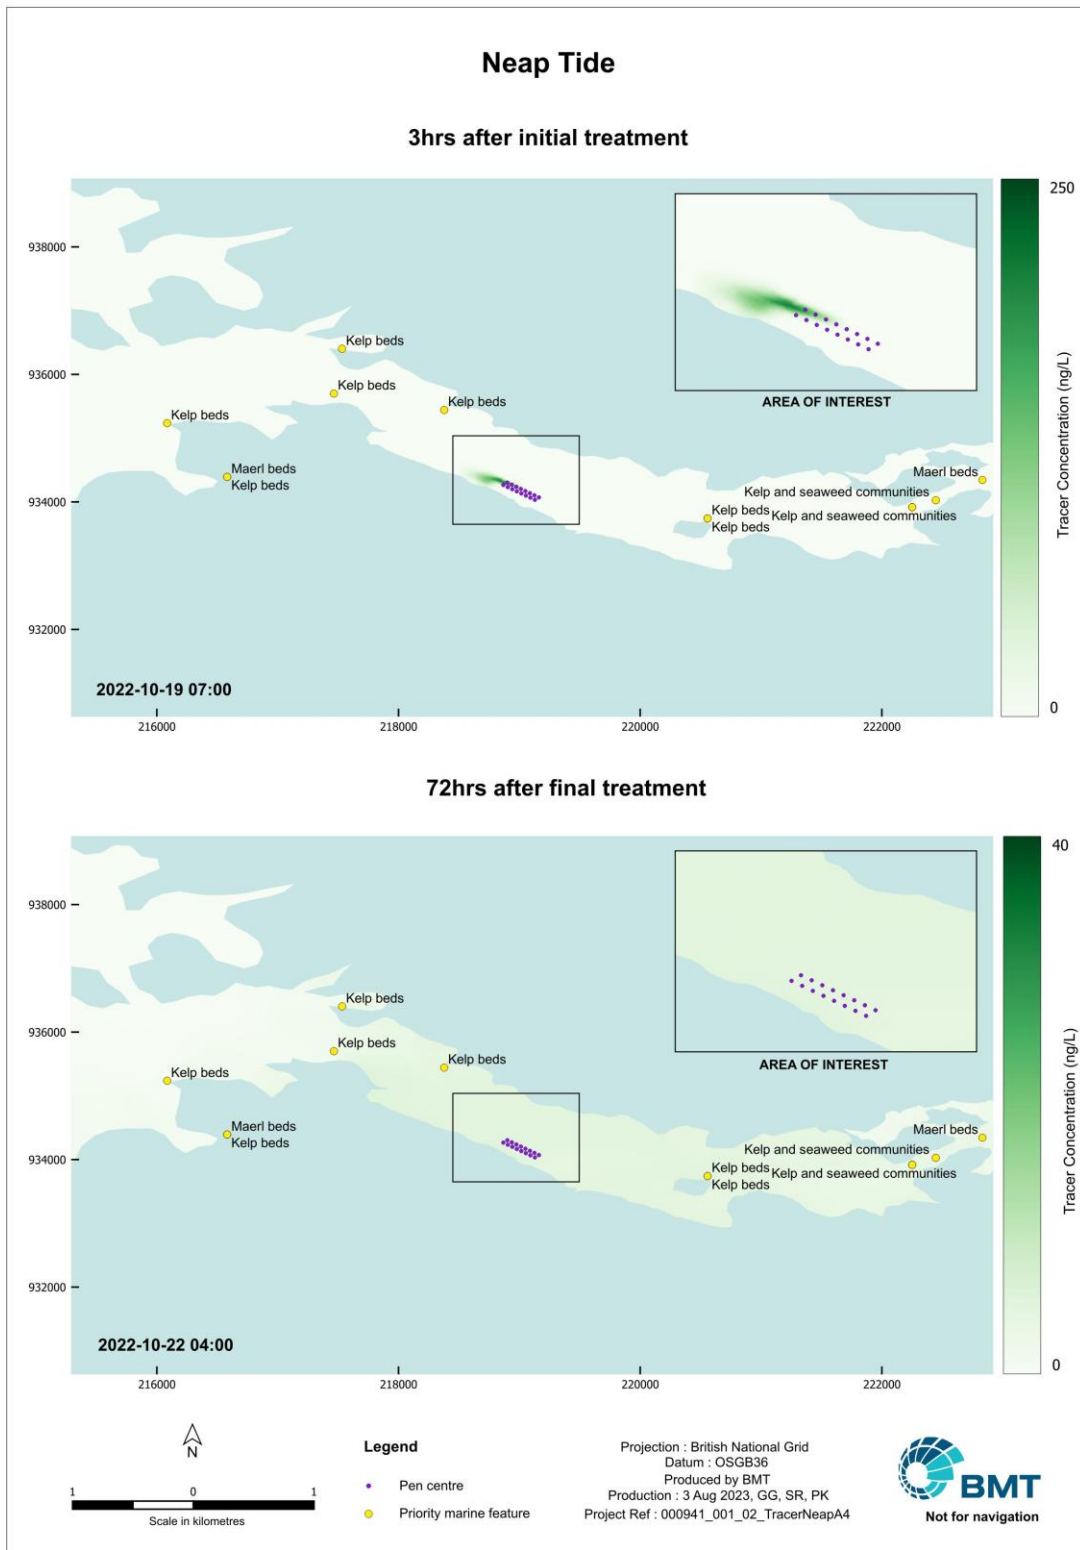 Neap Tide
3hrs after initial treatment
250
938000
936000
934000
932000
Kelp beds
Kelp beds
Kelp beds
Kelp beds
Maerl beds
Kelp beds
AREA OF INTEREST
Maerl beds
Kelp and seaweed communities
Kelp beds
Kelp and seaweed communities
Kelp beds
Tracer Concentration (ng/L)
0
2022-10-19 07:00
216000
218000
220000
222000
72hrs after final treatment
40
938000
936000
934000
932000
Kelp beds
Kelp beds
Kelp beds
Kelp beds
Maerl beds
Kelp beds
AREA OF INTEREST
Maerl beds
Kelp and seaweed communities
Kelp beds
Kelp and seaweed communities
Kelp beds
Tracer Concentration (ng/L)
0
2022-10-22 04:00
216000
218000
220000
222000
N
1 0 1
Scale in kilometres
Legend
Pen centre
Priority marine feature
Projection : British National Grid
Datum : OSGB36
Produced by BMT
Production : 3 Aug 2023, GG, SR, PK
Project Ref : 000941_001_02_TracerNeapA4
BMT
Not for navigation